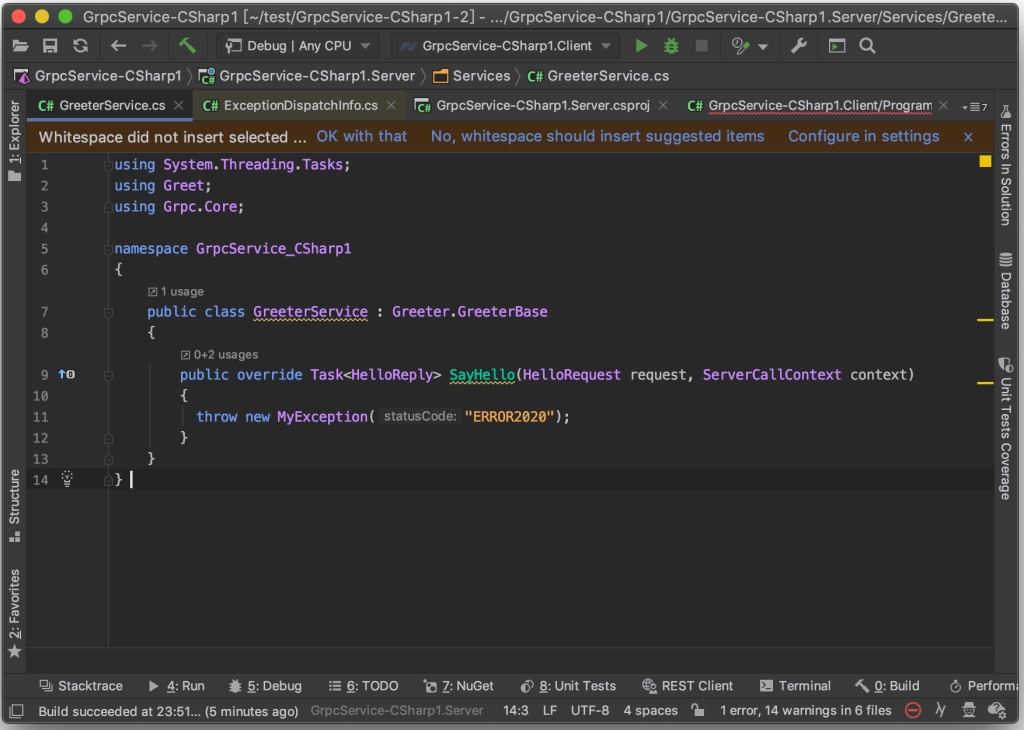 GrpcService-CSharp1 [~/test/GrpcService-CSharp1-2] - .../GrpcService-CSharp1/GrpcService-CSharp1.Server/Services/Greete...
Debug | Any CPU GrpcService-CSharp1.Client
GrpcService-CSharp1 GrpcService-CSharp1.Server Services C# GreeterService.cs
C# GreeterService.cs C# ExceptionDispatchInfo.cs C# GrpcService-CSharp1.Server.csproj C# GrpcService-CSharp1.Client/Program 7
Whitespace did not insert selected ... OK with that No, whitespace should insert suggested items Configure in settings x
1 using System.Threading.Tasks;
2 using Greet;
3 using Grpc.Core;
4
5 namespace GrpcService_CSharp1
6 {
1 usage
7 public class GreeterService : Greeter.GreeterBase
8 {
0+2 usages
9 public override Task<HelloReply> SayHello(HelloRequest request, ServerCallContext context)
10 {
11 throw new MyException( statusCode: "ERROR2020");
12 }
13 }
14 }
1: Explorer
Structure
2: Favorites
Errors In Solution
Database
Unit Tests Coverage
Stacktrace 4: Run 5: Debug 6: TODO 7: NuGet 8: Unit Tests REST Client Terminal 0: Build Perform
Build succeeded at 23:51... (5 minutes ago) GrpcService-CSharp1.Server 14:3 LF UTF-8 4 spaces 1 error, 14 warnings in 6 files